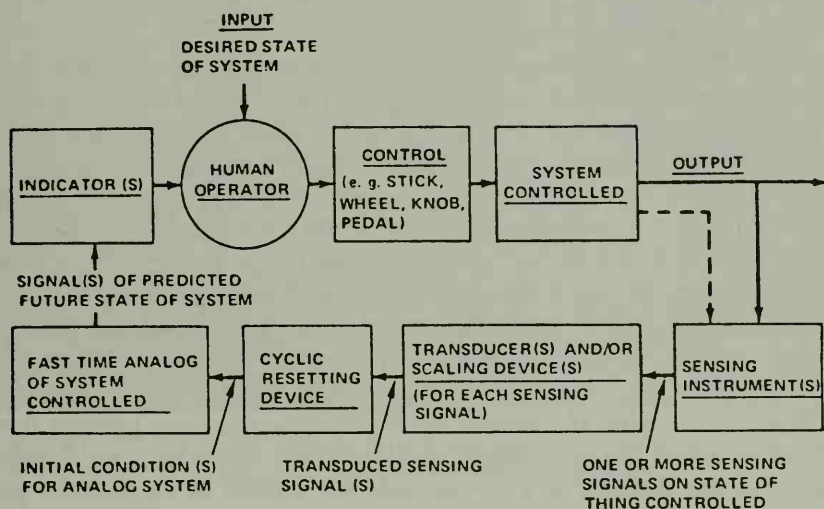 INPUT
DESIRED STATE
OF SYSTEM
INDICATOR (S)
HUMAN
OPERATOR
CONTROL
(e. g. STICK,
WHEEL, KNOB,
PEDAL)
SYSTEM
CONTROLLED
OUTPUT
SIGNAL(S) OF PREDICTED
FUTURE STATE OF SYSTEM
FAST TIME ANALOG
OF SYSTEM
CONTROLLED
CYCLIC
RESETTING
DEVICE
TRANSDUCER(S) AND/OR
SCALING DEVICE(S)
(FOR EACH SENSING
SIGNAL)
SENSING
INSTRUMENT(S)
INITIAL CONDITION (S)
FOR ANALOG SYSTEM
TRANSDUCED SENSING
SIGNAL (S)
ONE OR MORE SENSING
SIGNALS ON STATE OF
THING CONTROLLED